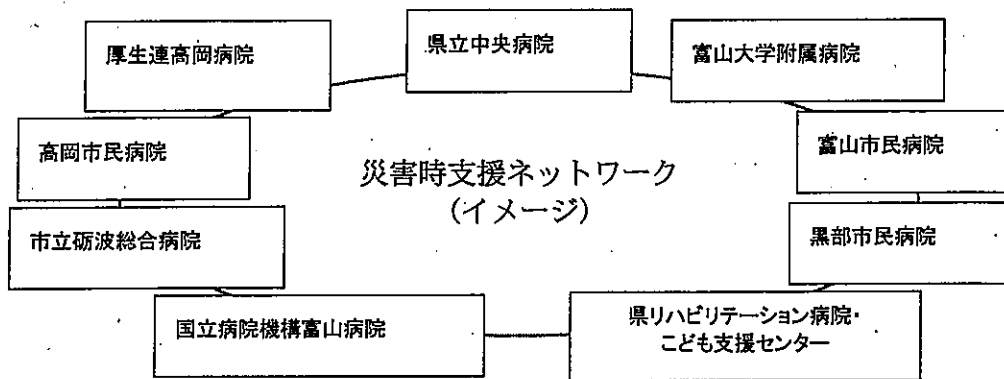 厚生連高岡病院
県立中央病院
富山大学附属病院
高岡市民病院
富山市民病院
災害時支援ネットワーク
(イメージ)
市立砺波総合病院
黒部市民病院
国立病院機構富山病院
県リハビリテーション病院・
こども支援センター